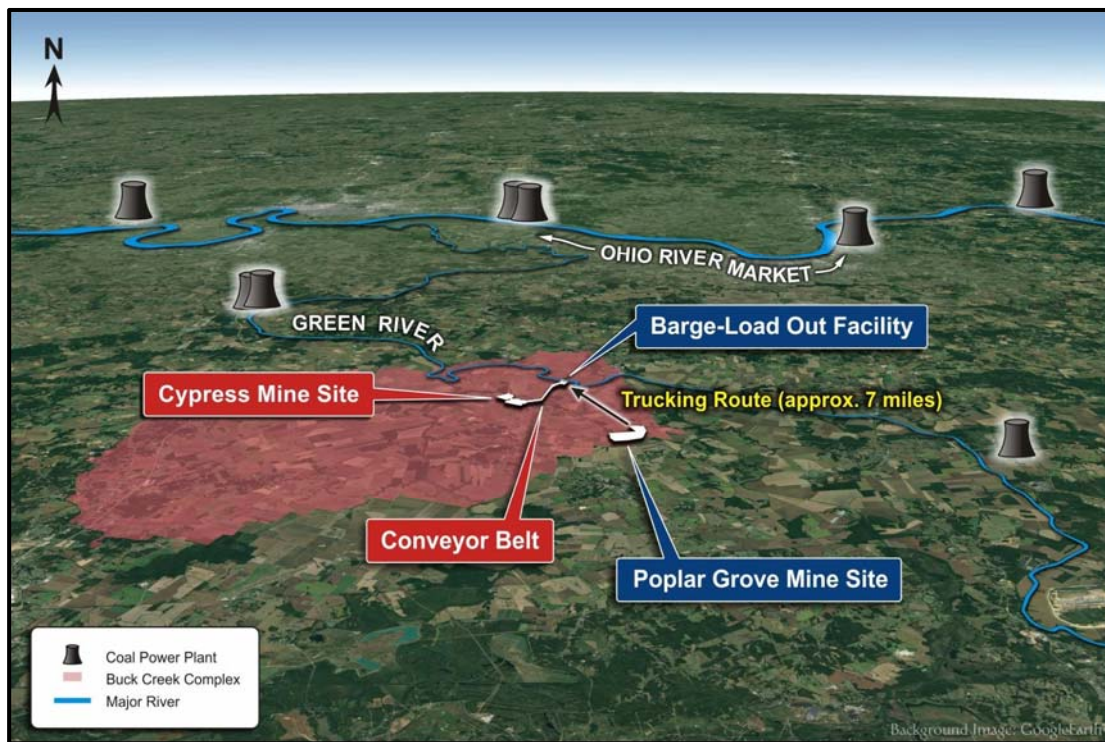 N
OHIO RIVER MARKET
GREEN RIVER
Barge-Load Out Facility
Cypress Mine Site
Trucking Route (approx. 7 miles)
Conveyor Belt
Poplar Grove Mine Site
Coal Power Plant
Buck Creek Complex
Major River
Background Image: GoogleEarth